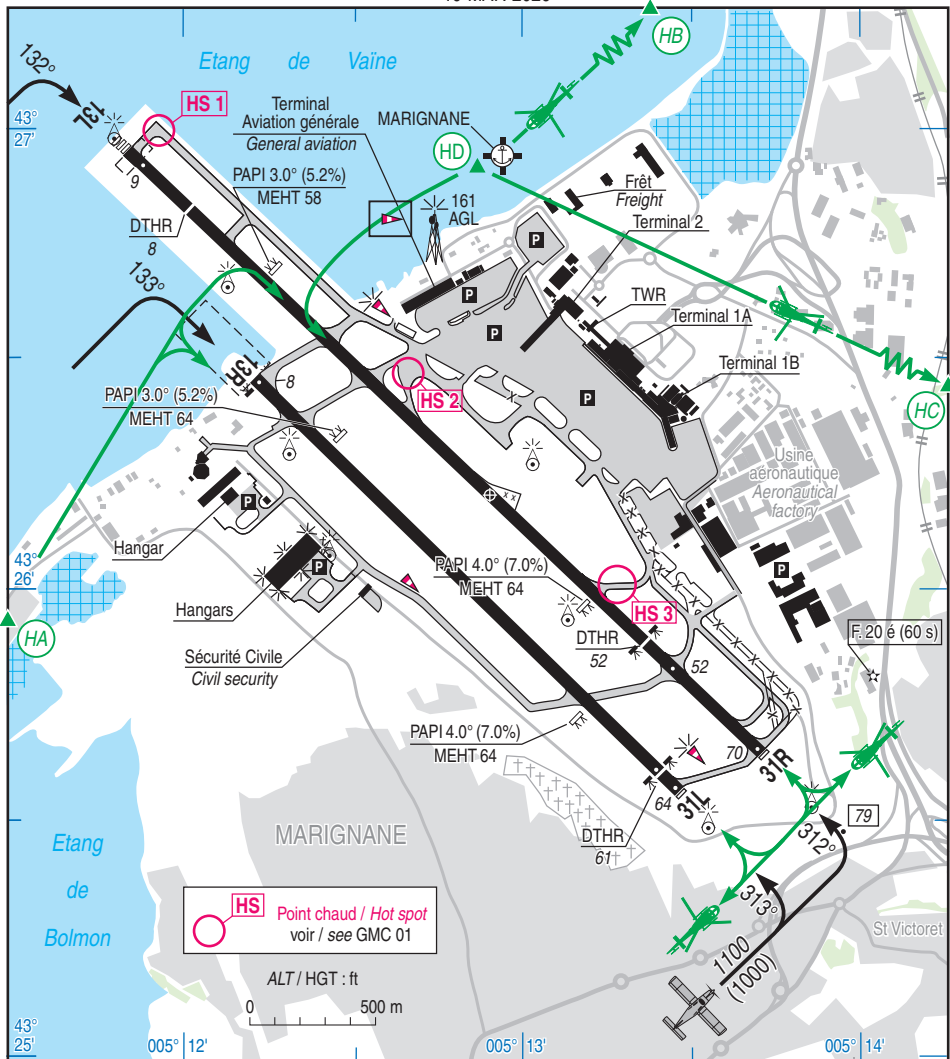 132°
13L
43°
27'
HS 1
Etang de Vaïne
HB
Terminal
Aviation générale
General aviation
MARIGNANE
HD
PAPI 3.0° (5.2%)
MEHT 58
161
AGL
Frêt
Freight
Terminal 2
TWR
Terminal 1A
Terminal 1B
HC
9
DTHR
8
133°
13R
8
P
P
P
P
HS 2
PAPI 3.0° (5.2%)
MEHT 64
Usine
aéronautique
Aeronautical
factory
P
Hangar
P
Hangars
P
43°
26'
HA
PAPI 4.0° (7.0%)
MEHT 64
HS 3
DTHR
52
52
F. 20 é (60 s)
Sécurité Civile
Civil security
PAPI 4.0° (7.0%)
MEHT 64
70
31R
64
31L
DTHR
61
79
312°
313°
1100
(1000)
St Victoret
MARIGNANE
Etang
de
Bolmon
HS
Point chaud / Hot spot
voir / see GMC 01
ALT / HGT : ft
0 500 m
43°
25'
005° 12'
005° 13'
005° 14'